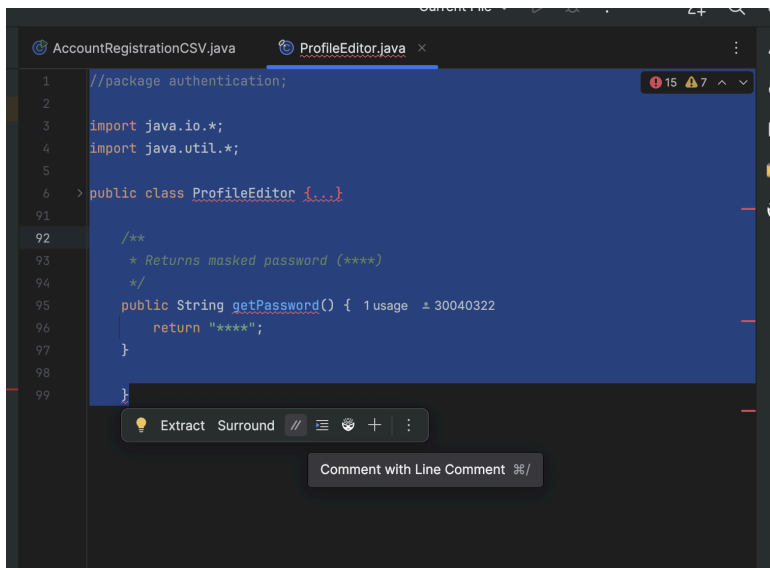 Current File
AccountRegistrationCSV.java ProfileEditor.java
15 7
1 //package authentication;
2
3 import java.io.*;
4 import java.util.*;
5
6 public class ProfileEditor {...}
91
92 /**
93 * Returns masked password (****)
94 */
95 public String getPassword() { 1 usage 30040322
96 return "****";
97 }
98
99 }
Extract Surround //
Comment with Line Comment ⌘/